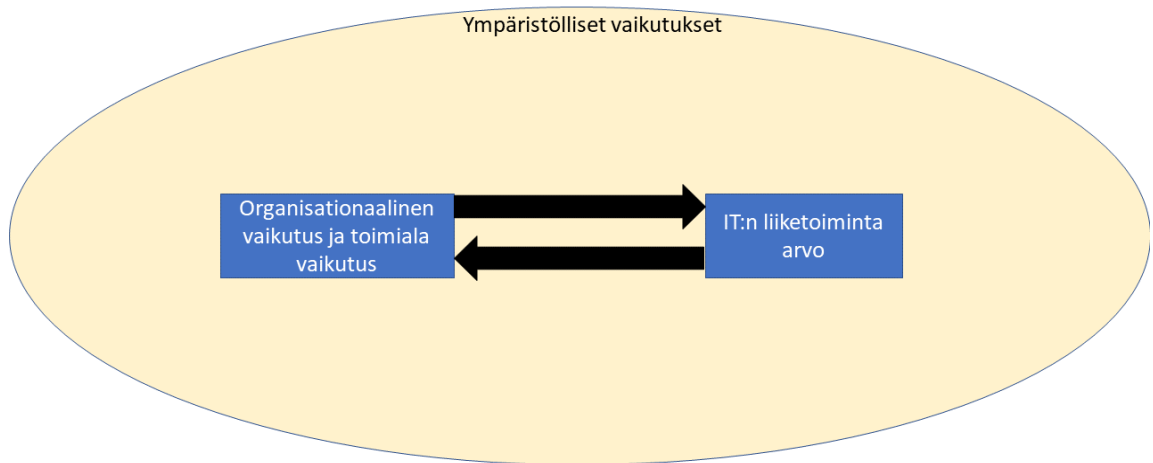 Ympäristölliset vaikutukset
Organisationaalinen
vaikutus ja toimiala
vaikutus
IT:n liiketoiminta
arvo